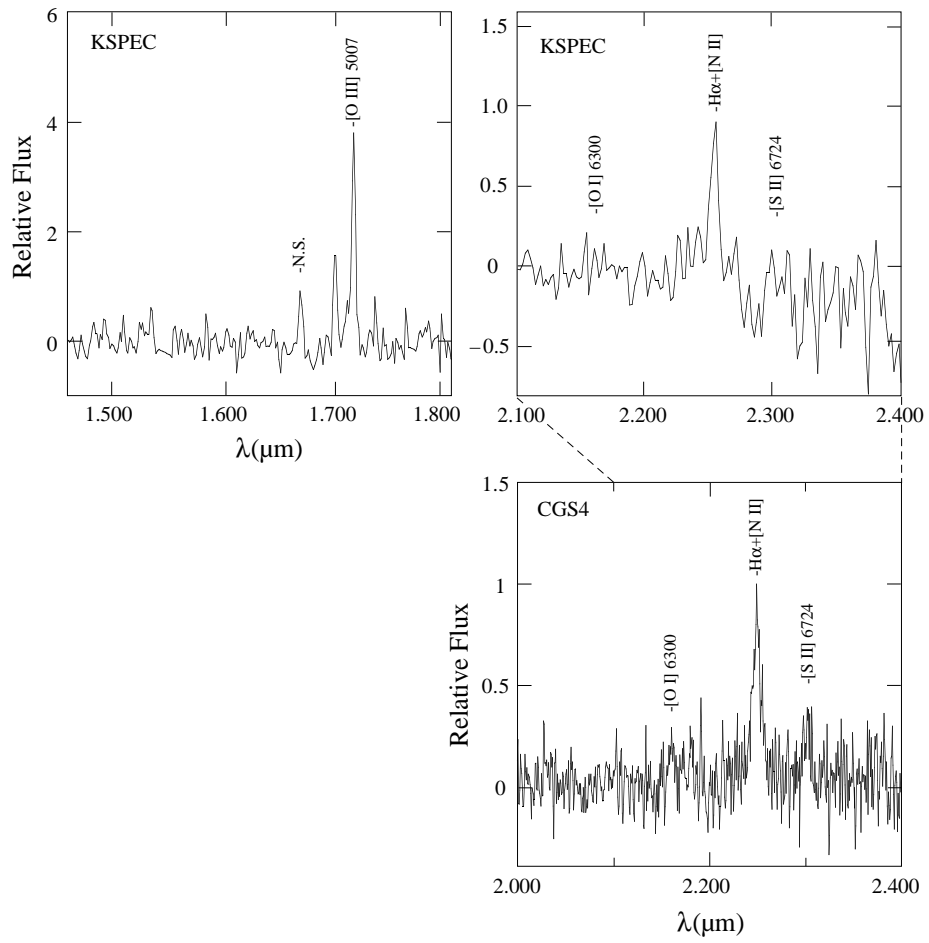 KSPEC
-[O III] 5007
-N.S.
Relative Flux
6
4
2
0
1.500
1.600
1.700
1.800
λ(μm)
KSPEC
-[O I] 6300
-Hα+[N II]
-[S II] 6724
1.5
1.0
0.5
0
−0.5
2.100
2.200
2.300
2.400
CGS4
-[O I] 6300
-Hα+[N II]
-[S II] 6724
Relative Flux
1.5
1
0.5
0
2.000
2.200
2.400
λ(μm)